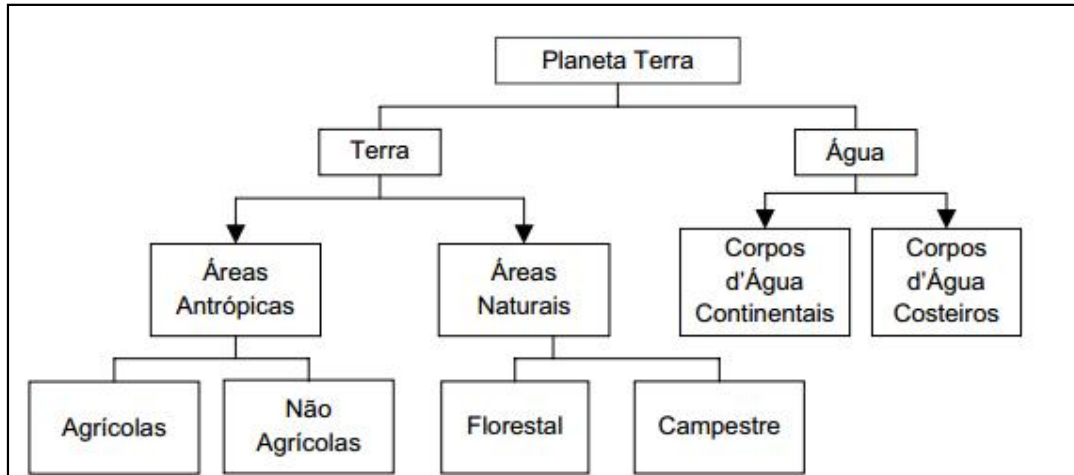 Planeta Terra
Terra
Água
Áreas
Antrópicas
Áreas
Naturais
Corpos
d'Água
Continentais
Corpos
d'Água
Costeiros
Agrícolas
Não
Agrícolas
Florestal
Campestre